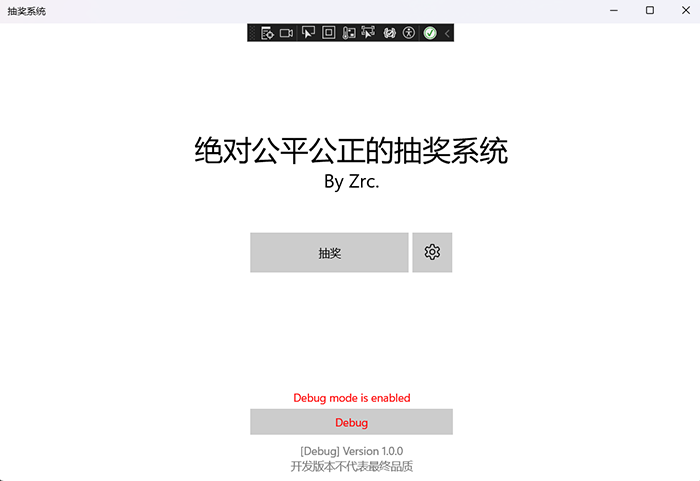 抽奖系统
绝对公平公正的抽奖系统
By Zrc.
抽奖
Debug mode is enabled
Debug
[Debug] Version 1.0.0
开发版本不代表最终品质